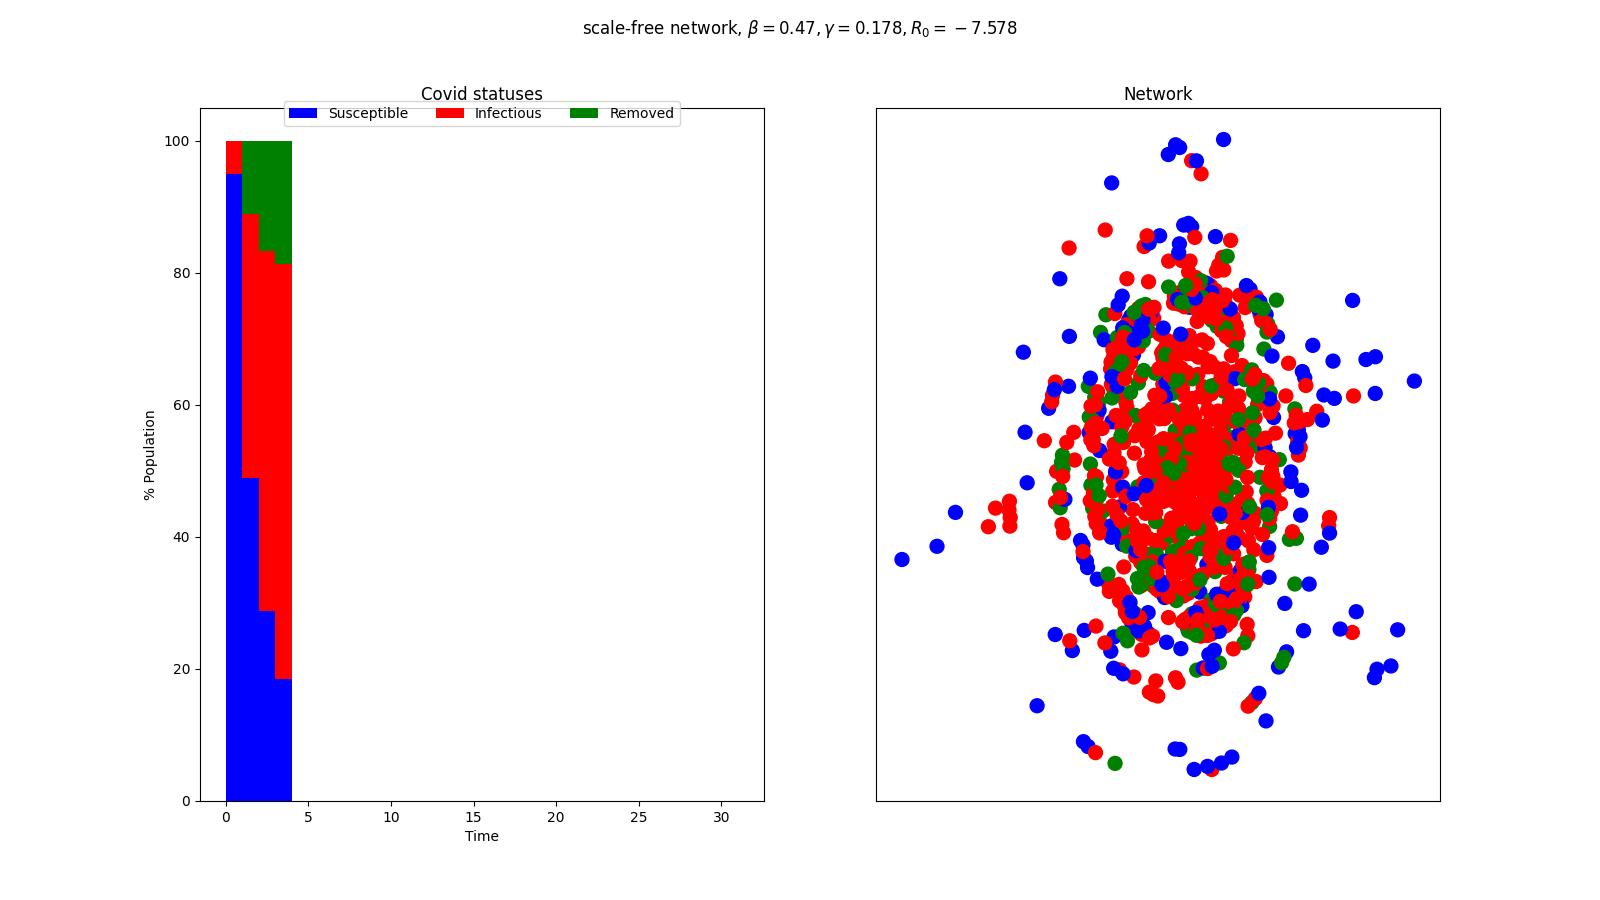 scale-free network, β = 0.47, γ = 0.178, R₀ = −7.578
Covid statuses
Susceptible Infectious Removed
100
80
60
40
20
0
% Population
0 5 10 15 20 25 30
Time
Network